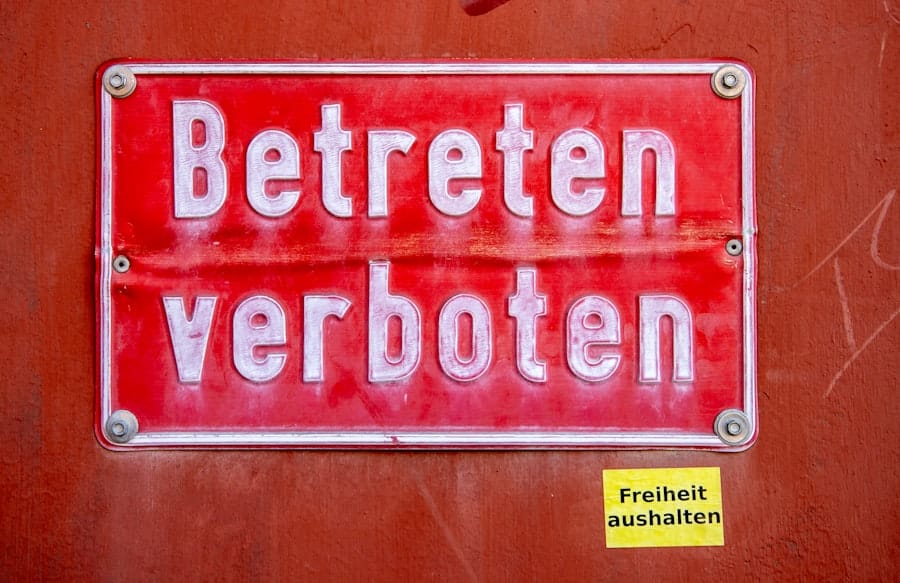 Betreten
verboten
Freiheit
aushalten